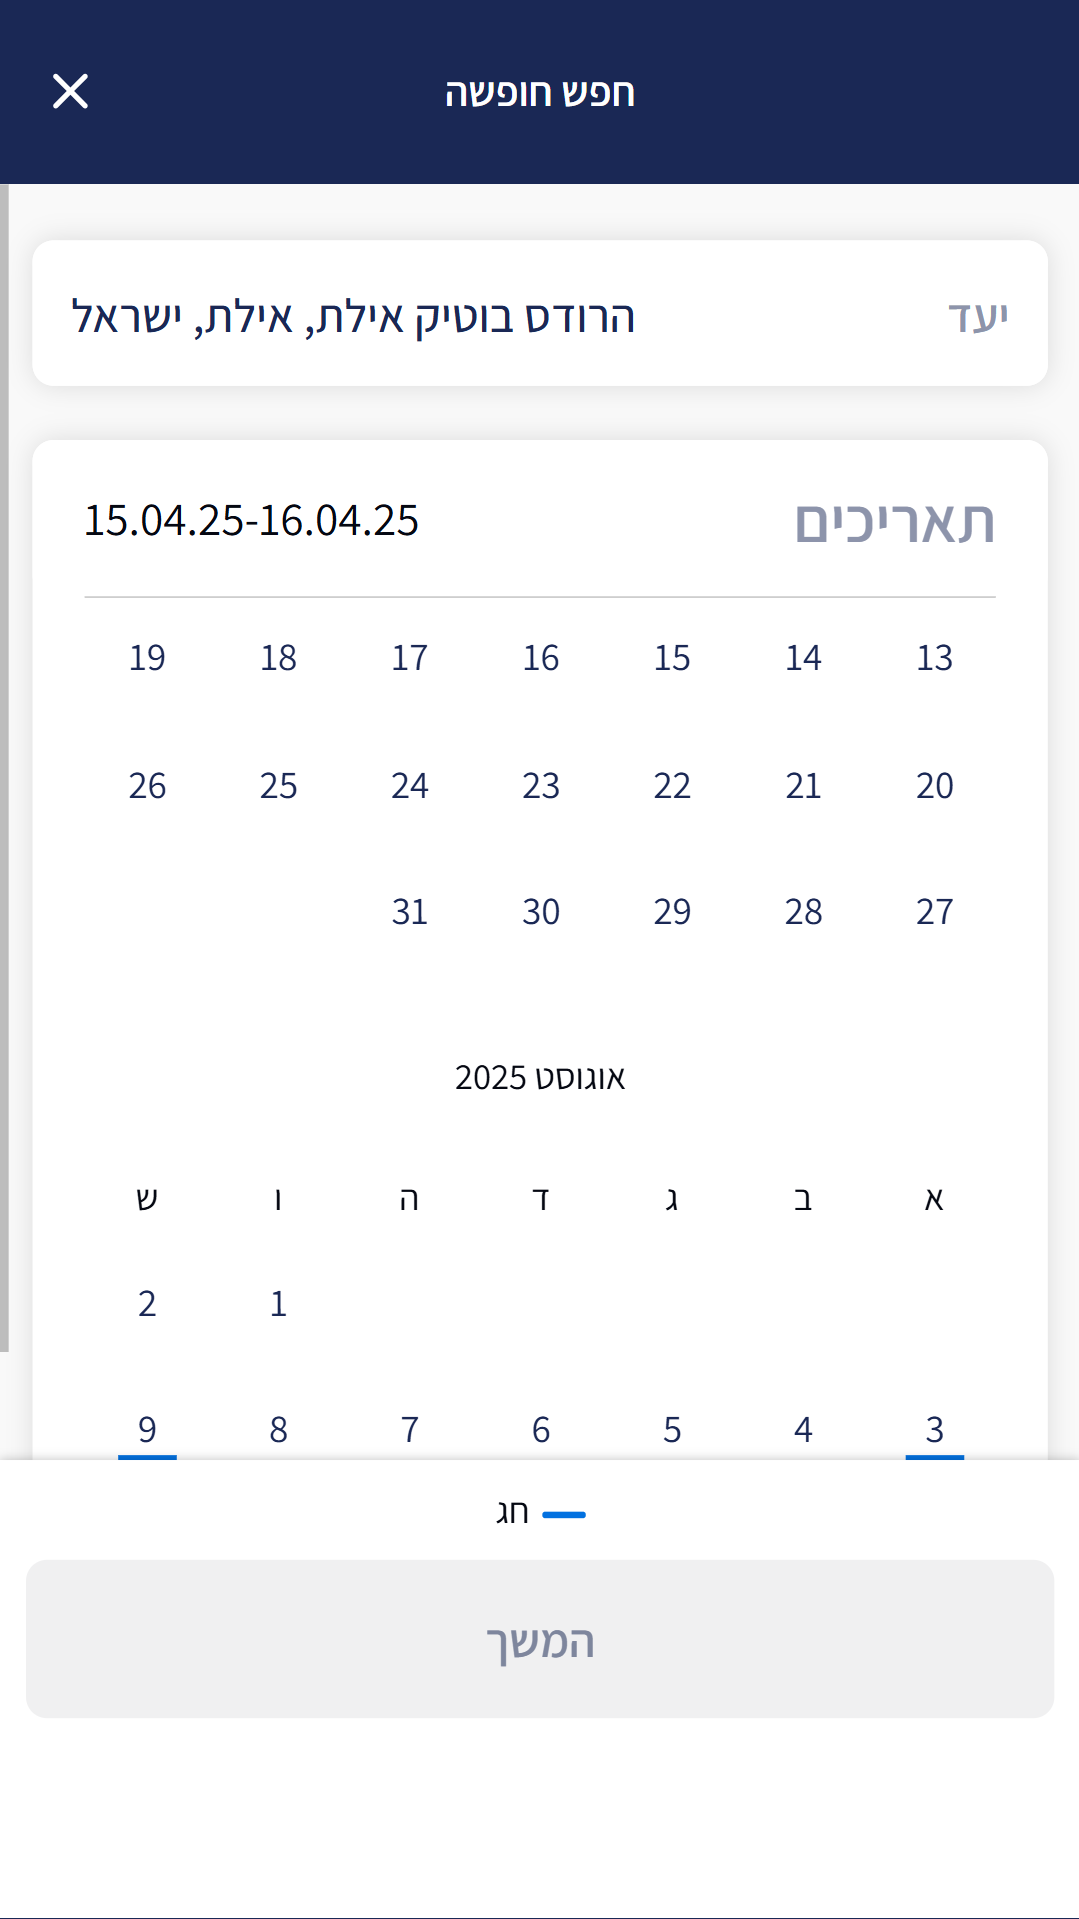 חפש חופשה
יעד הרודס בוטיק אילת, אילת, ישראל
תאריכים 15.04.25-16.04.25
13 14 15 16 17 18 19
20 21 22 23 24 25 26
27 28 29 30 31
אוגוסט 2025
א ב ג ד ה ו ש
1 2
3 4 5 6 7 8 9
חג
המשך